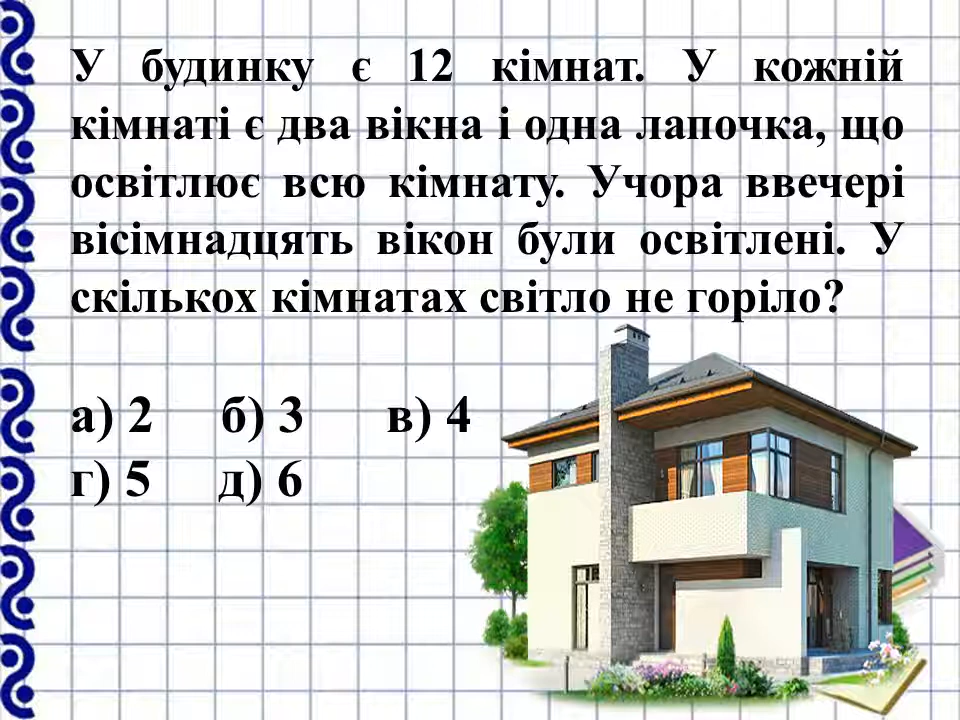 У будинку є 12 кімнат. У кожній
кімнаті є два вікна і одна лапочка, що
освітлює всю кімнату. Учора ввечері
вісімнадцять вікон були освітлені. У
скількох кімнатах світло не горіло?
а) 2 б) 3 в) 4
г) 5 д) 6